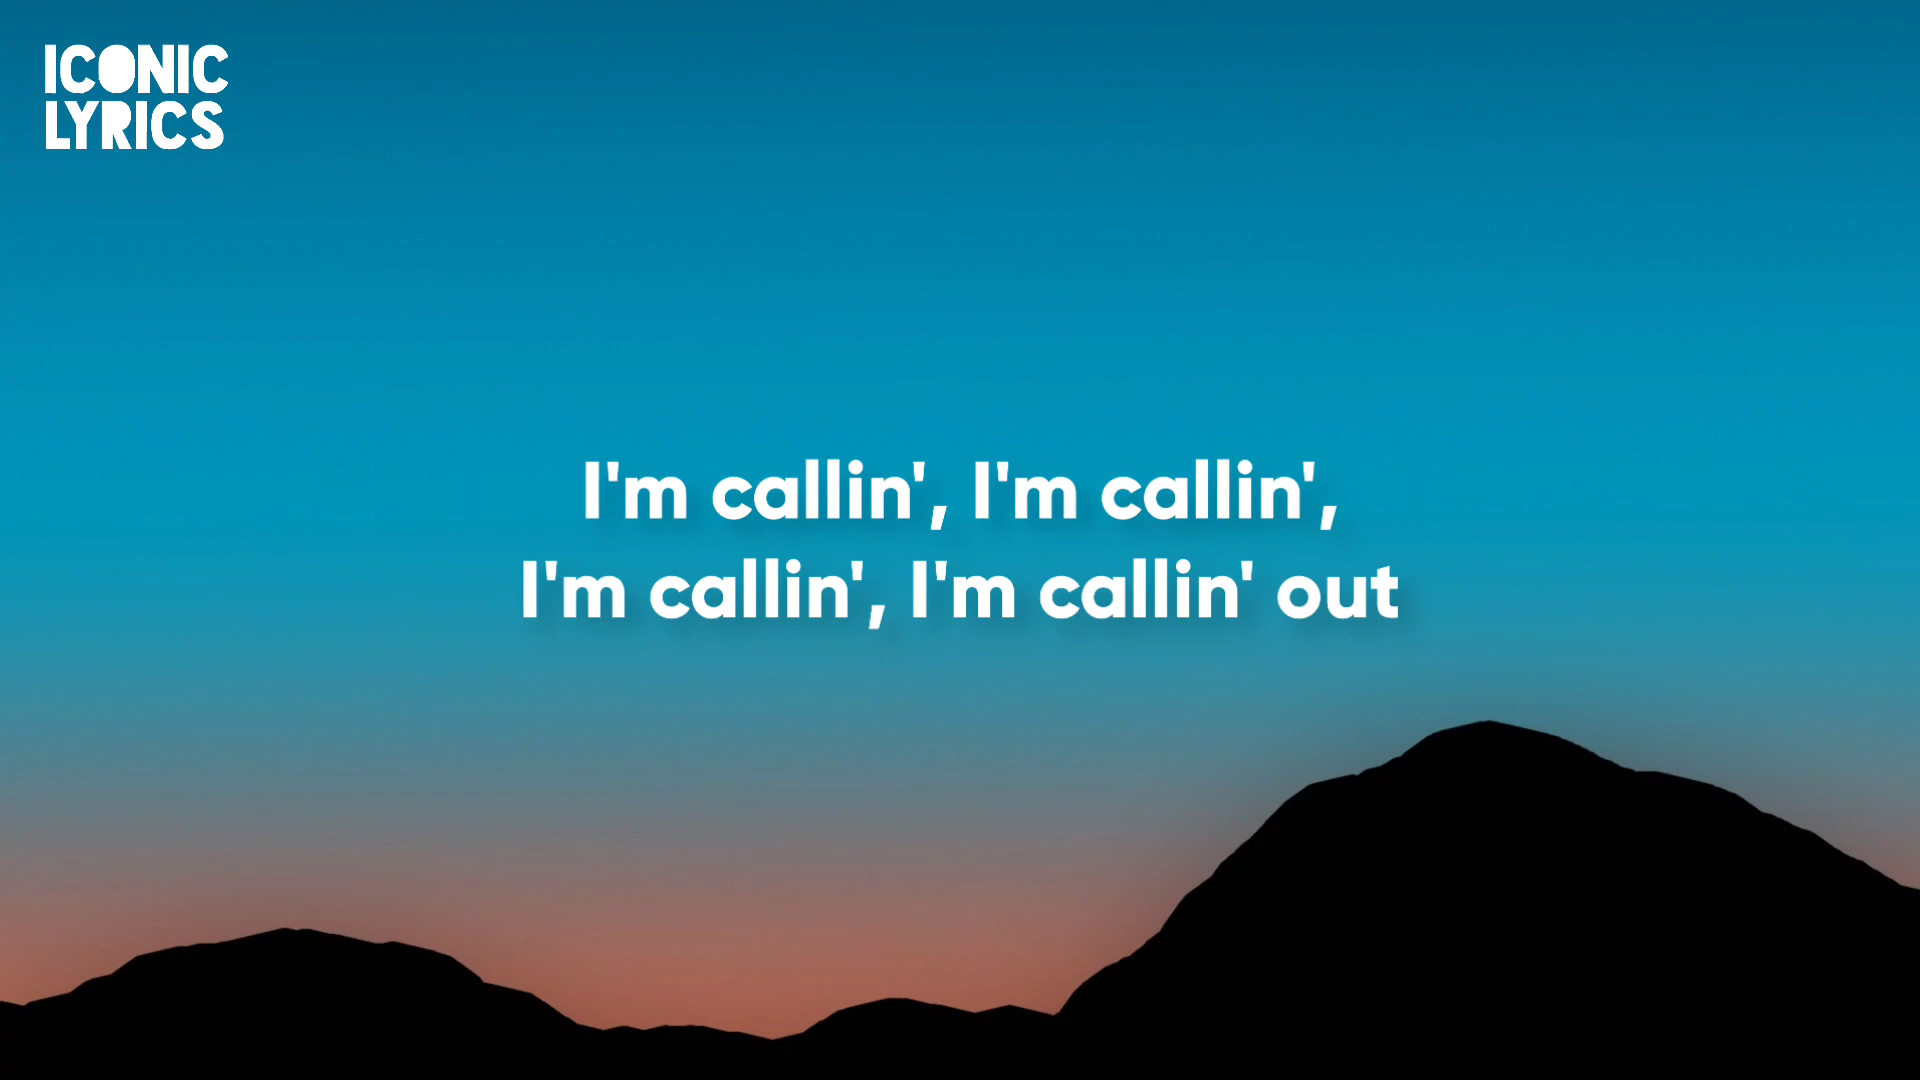 ICONIC
LYRICS
I'm callin', I'm callin',
I'm callin', I'm callin' out